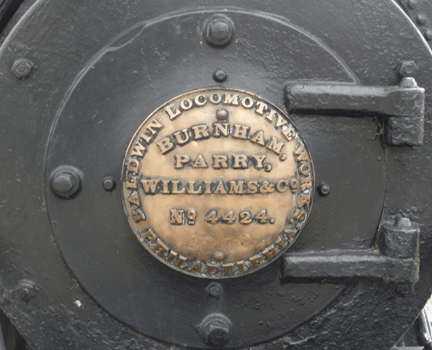 BALDWIN LOCOMOTIVE WORKS
BURNHAM,
PARRY,
WILLIAMS & CO.
No 4424.
PHILADELPHIA